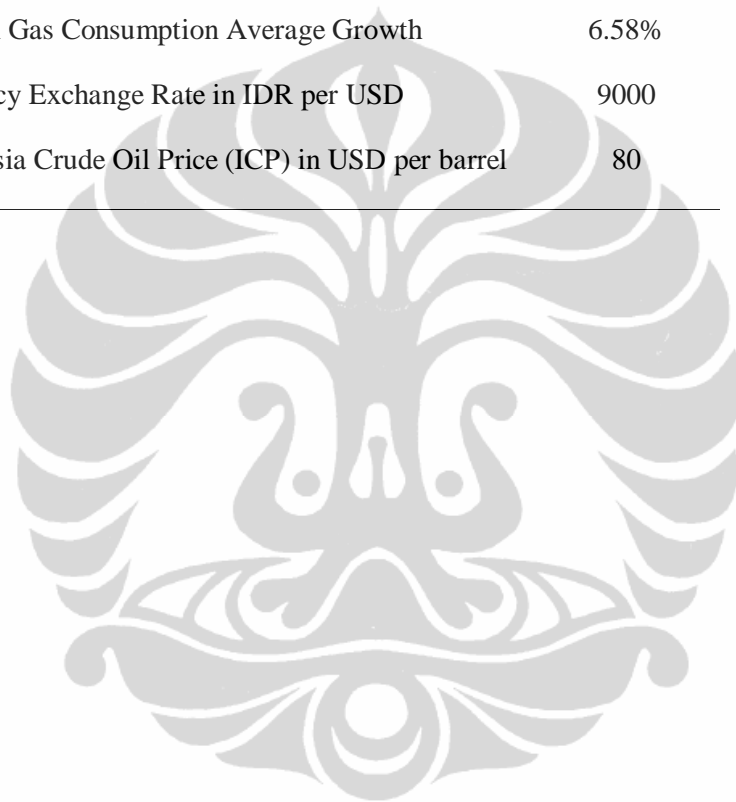 Gas Consumption Average Growth 6.58%
cy Exchange Rate in IDR per USD 9000
sia Crude Oil Price (ICP) in USD per barrel 80